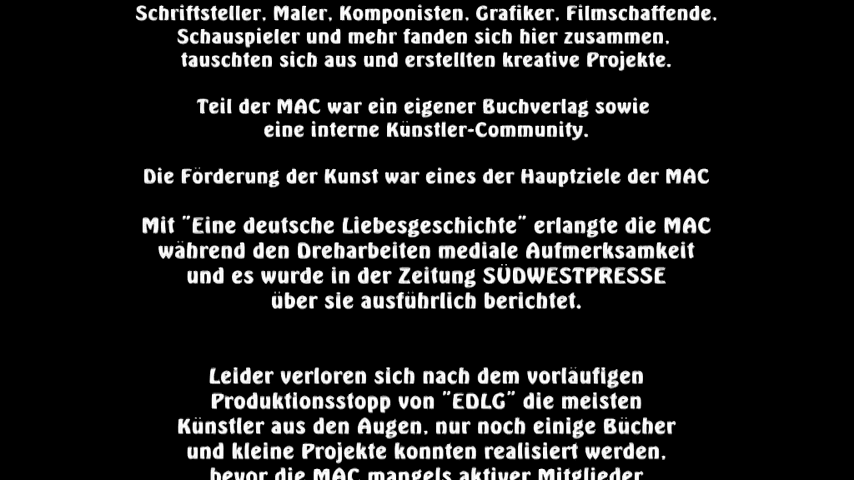 Schriftsteller, Maler, Komponisten, Grafiker, Filmschaffende,
Schauspieler und mehr fanden sich hier zusammen,
tauschten sich aus und erstellten kreative Projekte.
Teil der MAC war ein eigener Buchverlag sowie
eine interne Künstler-Community.
Die Förderung der Kunst war eines der Hauptziele der MAC
Mit "Eine deutsche Liebesgeschichte" erlangte die MAC
während den Dreharbeiten mediale Aufmerksamkeit
und es wurde in der Zeitung SÜDWESTPRESSE
über sie ausführlich berichtet.
Leider verloren sich nach dem vorläufigen
Produktionsstopp von "EDLG" die meisten
Künstler aus den Augen, nur noch einige Bücher
und kleine Projekte konnten realisiert werden,
bevor die MAC mangels aktiver Mitglieder